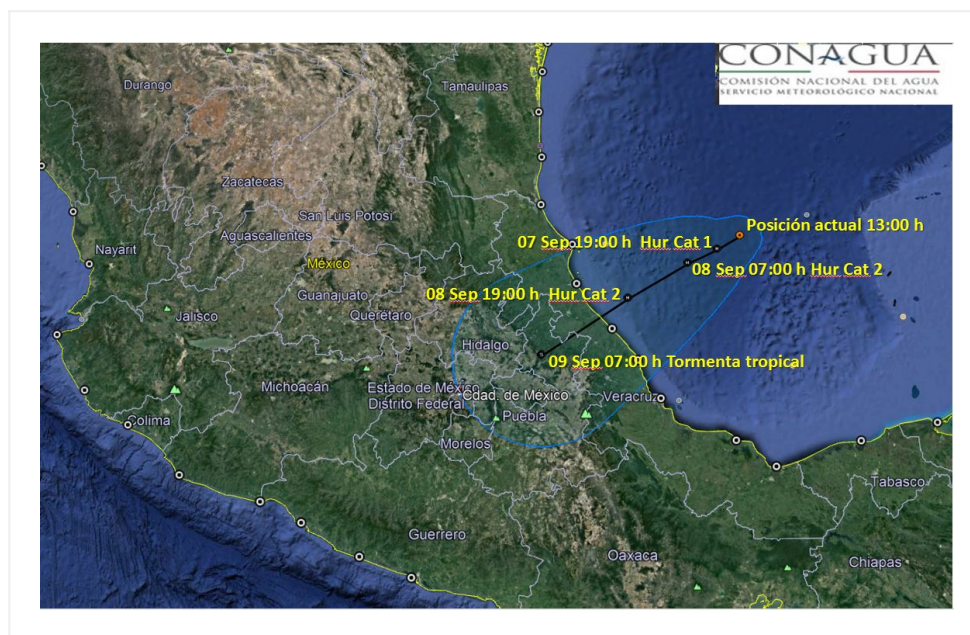 CONAGUA
COMISIÓN NACIONAL DEL AGUA
SERVICIO METEOROLÓGICO NACIONAL
Durango
Tamaulipas
Zacatecas
San Luis Potosí
Aguascalientes
Nayarit
México
Posición actual 13:00 h
07 Sep 19:00 h Hur Cat 1
08 Sep 07:00 h Hur Cat 2
08 Sep 19:00 h Hur Cat 2
Guanajuato
Jalisco
Querétaro
Hidalgo
09 Sep 07:00 h Tormenta tropical
Michoacán
Estado de México
Cdad. de México
Distrito Federal
Veracruz
Puebla
Colima
Morelos
Tabasco
Guerrero
Oaxaca
Chiapas